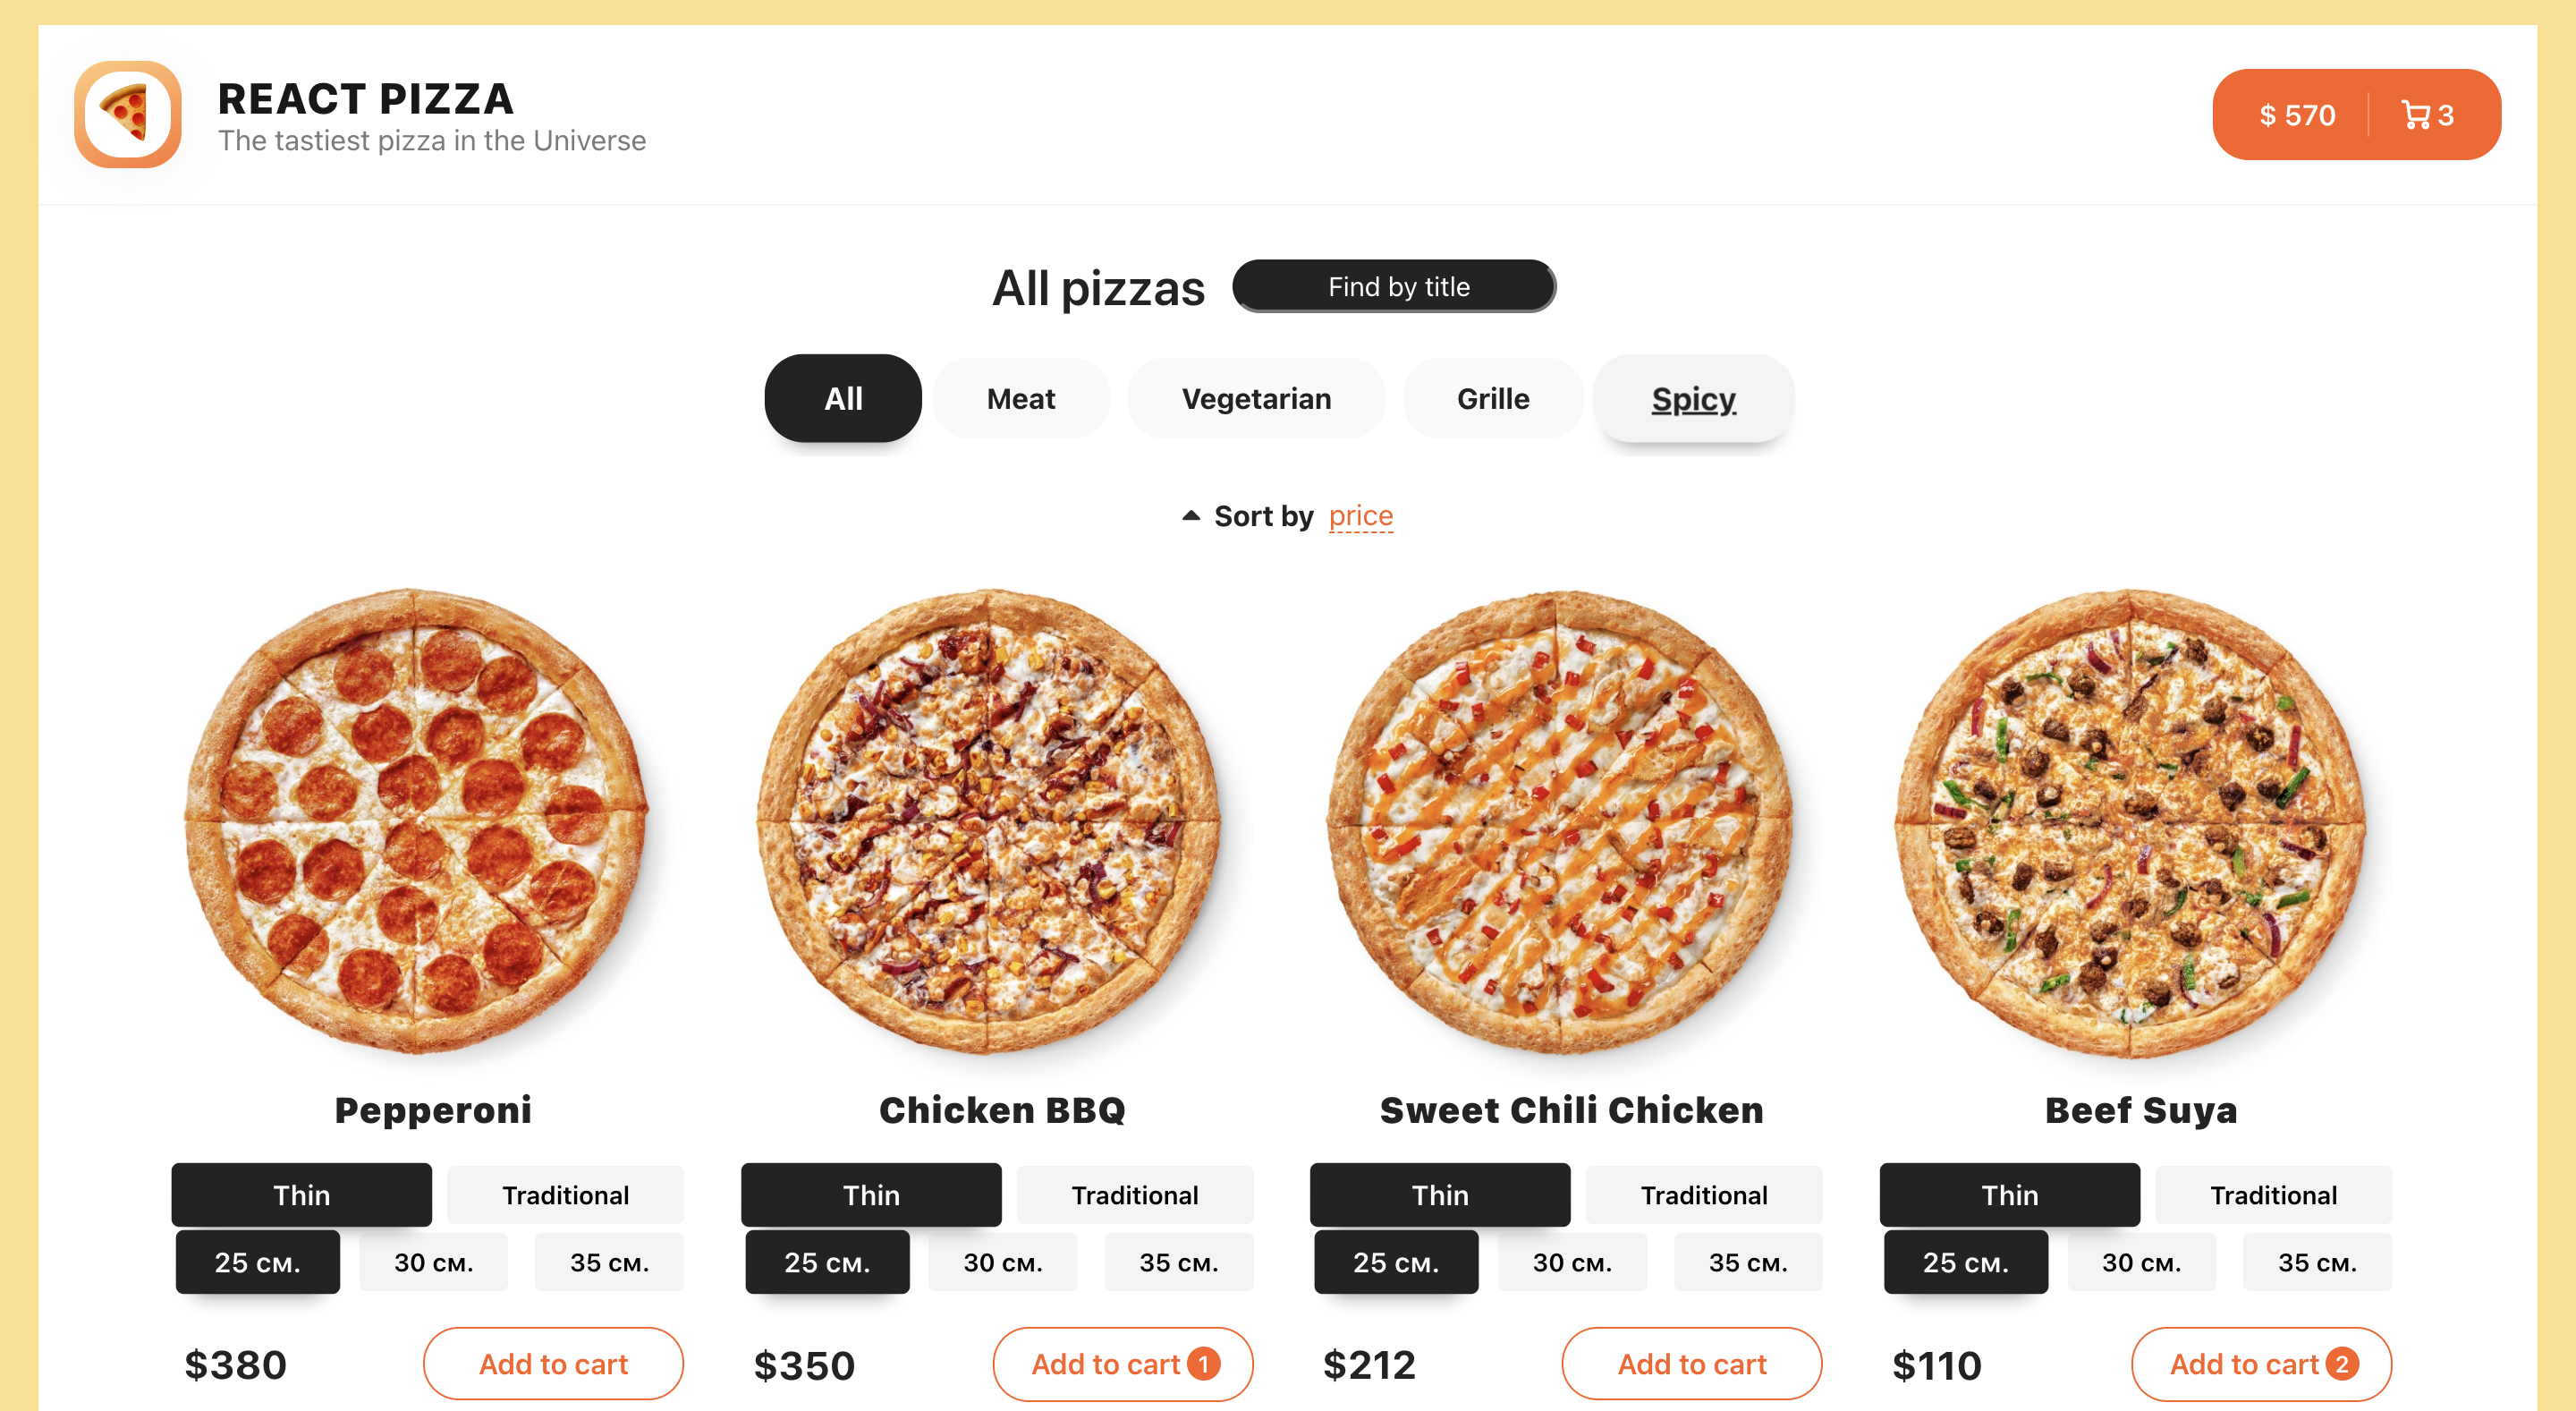 REACT PIZZA
The tastiest pizza in the Universe
$ 570 3
All pizzas Find by title
All Meat Vegetarian Grille Spicy
Sort by price
Pepperoni Chicken BBQ Sweet Chili Chicken Beef Suya
Thin Traditional Thin Traditional Thin Traditional Thin Traditional
25 см. 30 см. 35 см. 25 см. 30 см. 35 см. 25 см. 30 см. 35 см. 25 см. 30 см. 35 см.
$380 Add to cart $350 Add to cart 1 $212 Add to cart $110 Add to cart 2